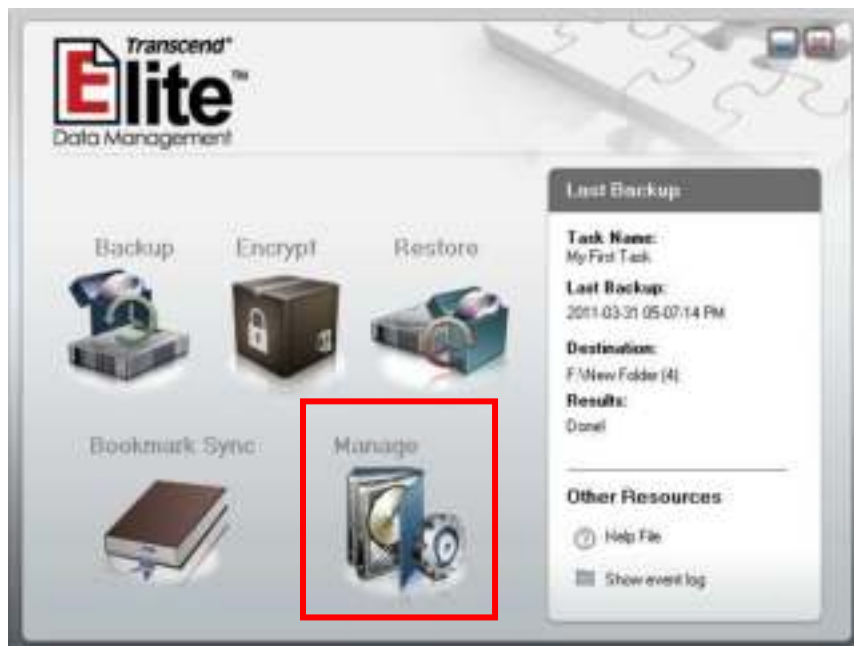 Transcend®
Elite™
Data Management
Last Backup
Backup
Encrypt
Restore
Task Name:
My First Task
Last Backup:
2011-03-31 05-07-14 PM
Destination:
F:\New Folder (4)
Results:
Done!
Bookmark Sync
Manage
Other Resources
Help File
Show event log